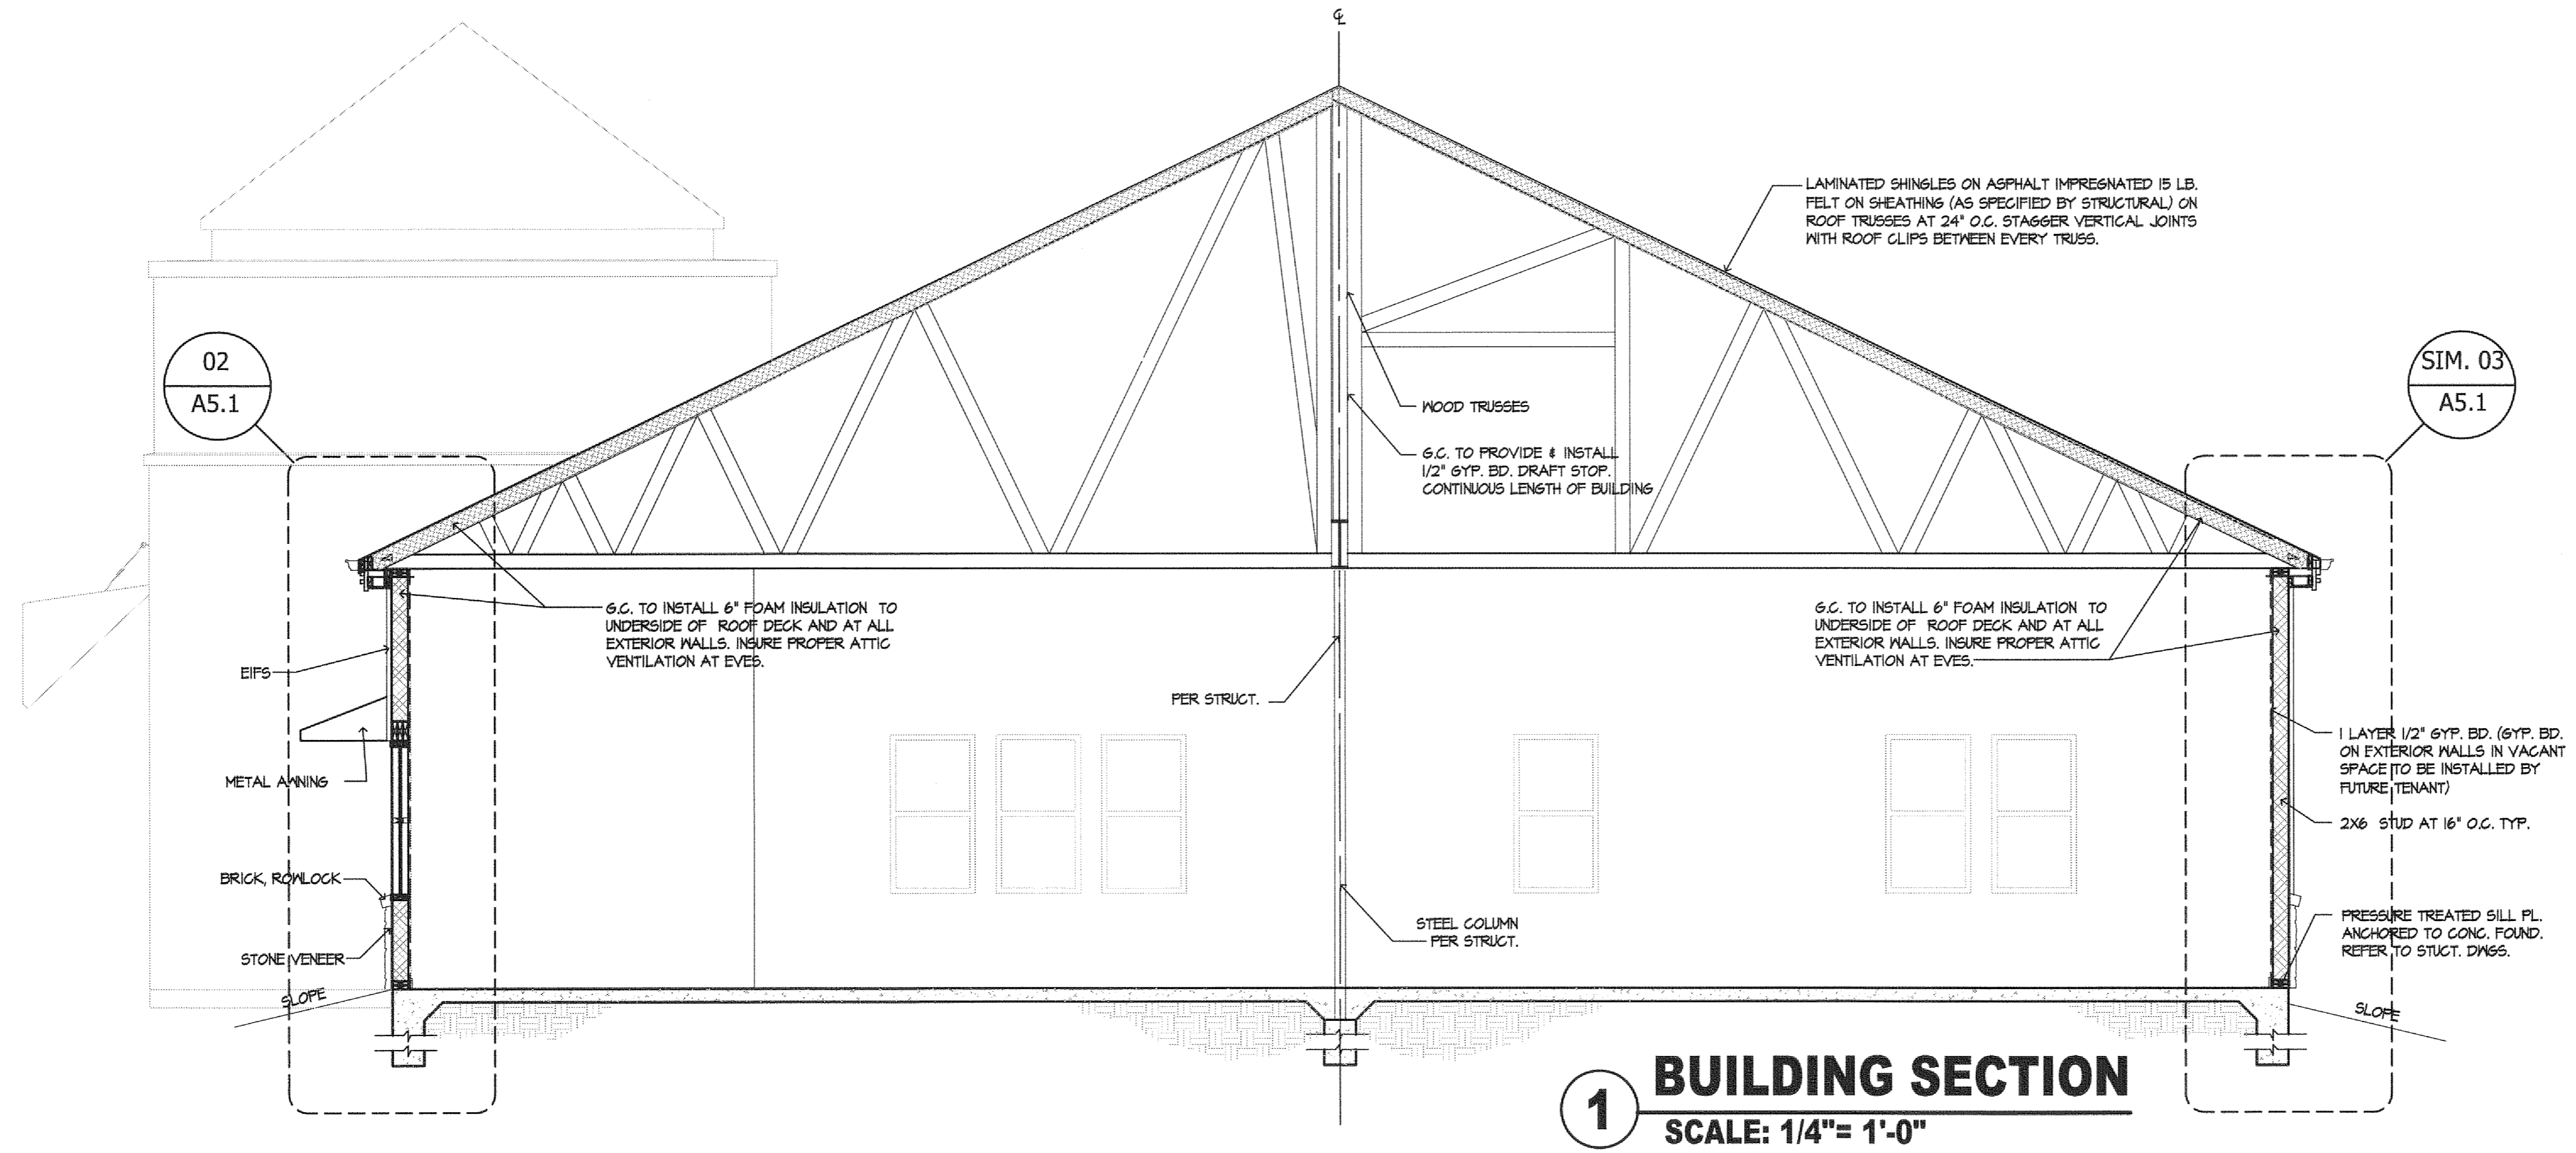 ℄
LAMINATED SHINGLES ON ASPHALT IMPREGNATED 15 LB.
FELT ON SHEATHING (AS SPECIFIED BY STRUCTURAL) ON
ROOF TRUSSES AT 24" O.C. STAGGER VERTICAL JOINTS
WITH ROOF CLIPS BETWEEN EVERY TRUSS.
02
A5.1
SIM. 03
A5.1
WOOD TRUSSES
G.C. TO PROVIDE & INSTALL
1/2" GYP. BD. DRAFT STOP.
CONTINUOUS LENGTH OF BUILDING
G.C. TO INSTALL 6" FOAM INSULATION TO
UNDERSIDE OF ROOF DECK AND AT ALL
EXTERIOR WALLS. INSURE PROPER ATTIC
VENTILATION AT EVES.
G.C. TO INSTALL 6" FOAM INSULATION TO
UNDERSIDE OF ROOF DECK AND AT ALL
EXTERIOR WALLS. INSURE PROPER ATTIC
VENTILATION AT EVES.
EIFS
PER STRUCT.
METAL AWNING
1 LAYER 1/2" GYP. BD. (GYP. BD.
ON EXTERIOR WALLS IN VACANT
SPACE TO BE INSTALLED BY
FUTURE TENANT)
2X6 STUD AT 16" O.C. TYP.
BRICK, ROWLOCK
STEEL COLUMN
PER STRUCT.
PRESSURE TREATED SILL PL.
ANCHORED TO CONC. FOUND.
REFER TO STUCT. DWGS.
STONE VENEER
SLOPE
SLOPE
1
BUILDING SECTION
SCALE: 1/4"= 1'-0"